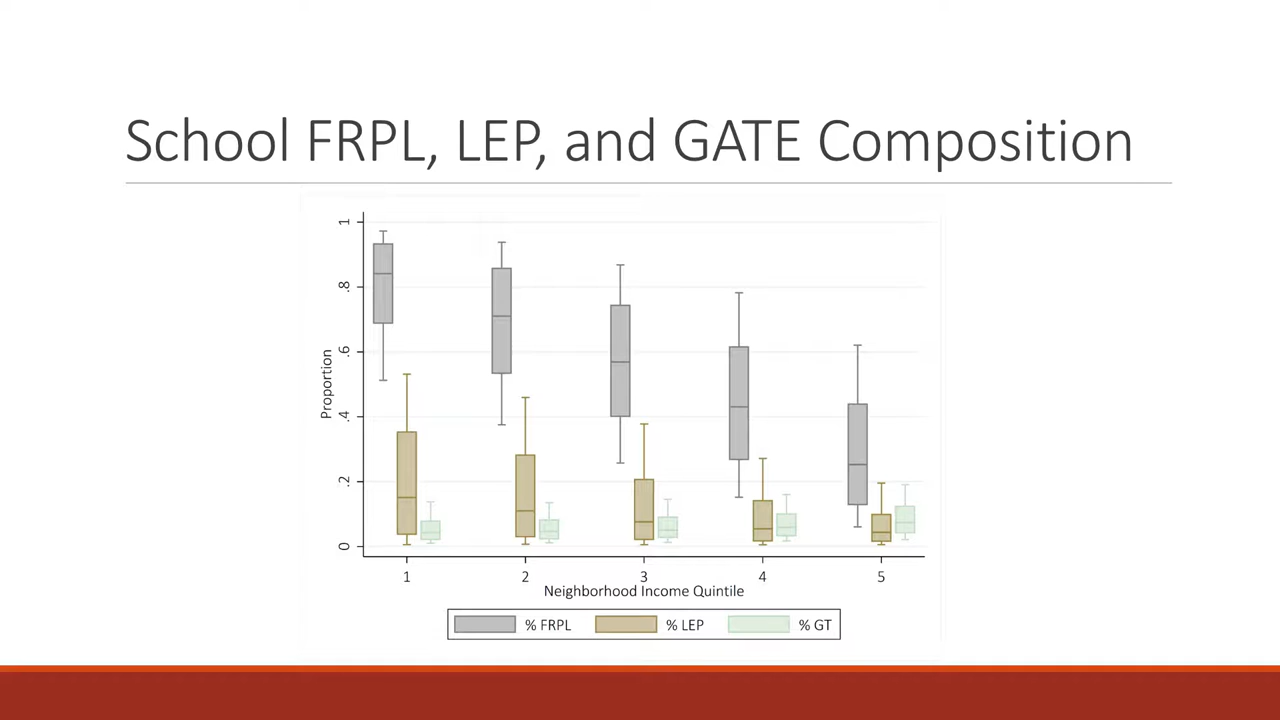 School FRPL, LEP, and GATE Composition
1
.8
.6
.4
.2
0
Proportion
1 2 3 4 5
Neighborhood Income Quintile
% FRPL % LEP % GT